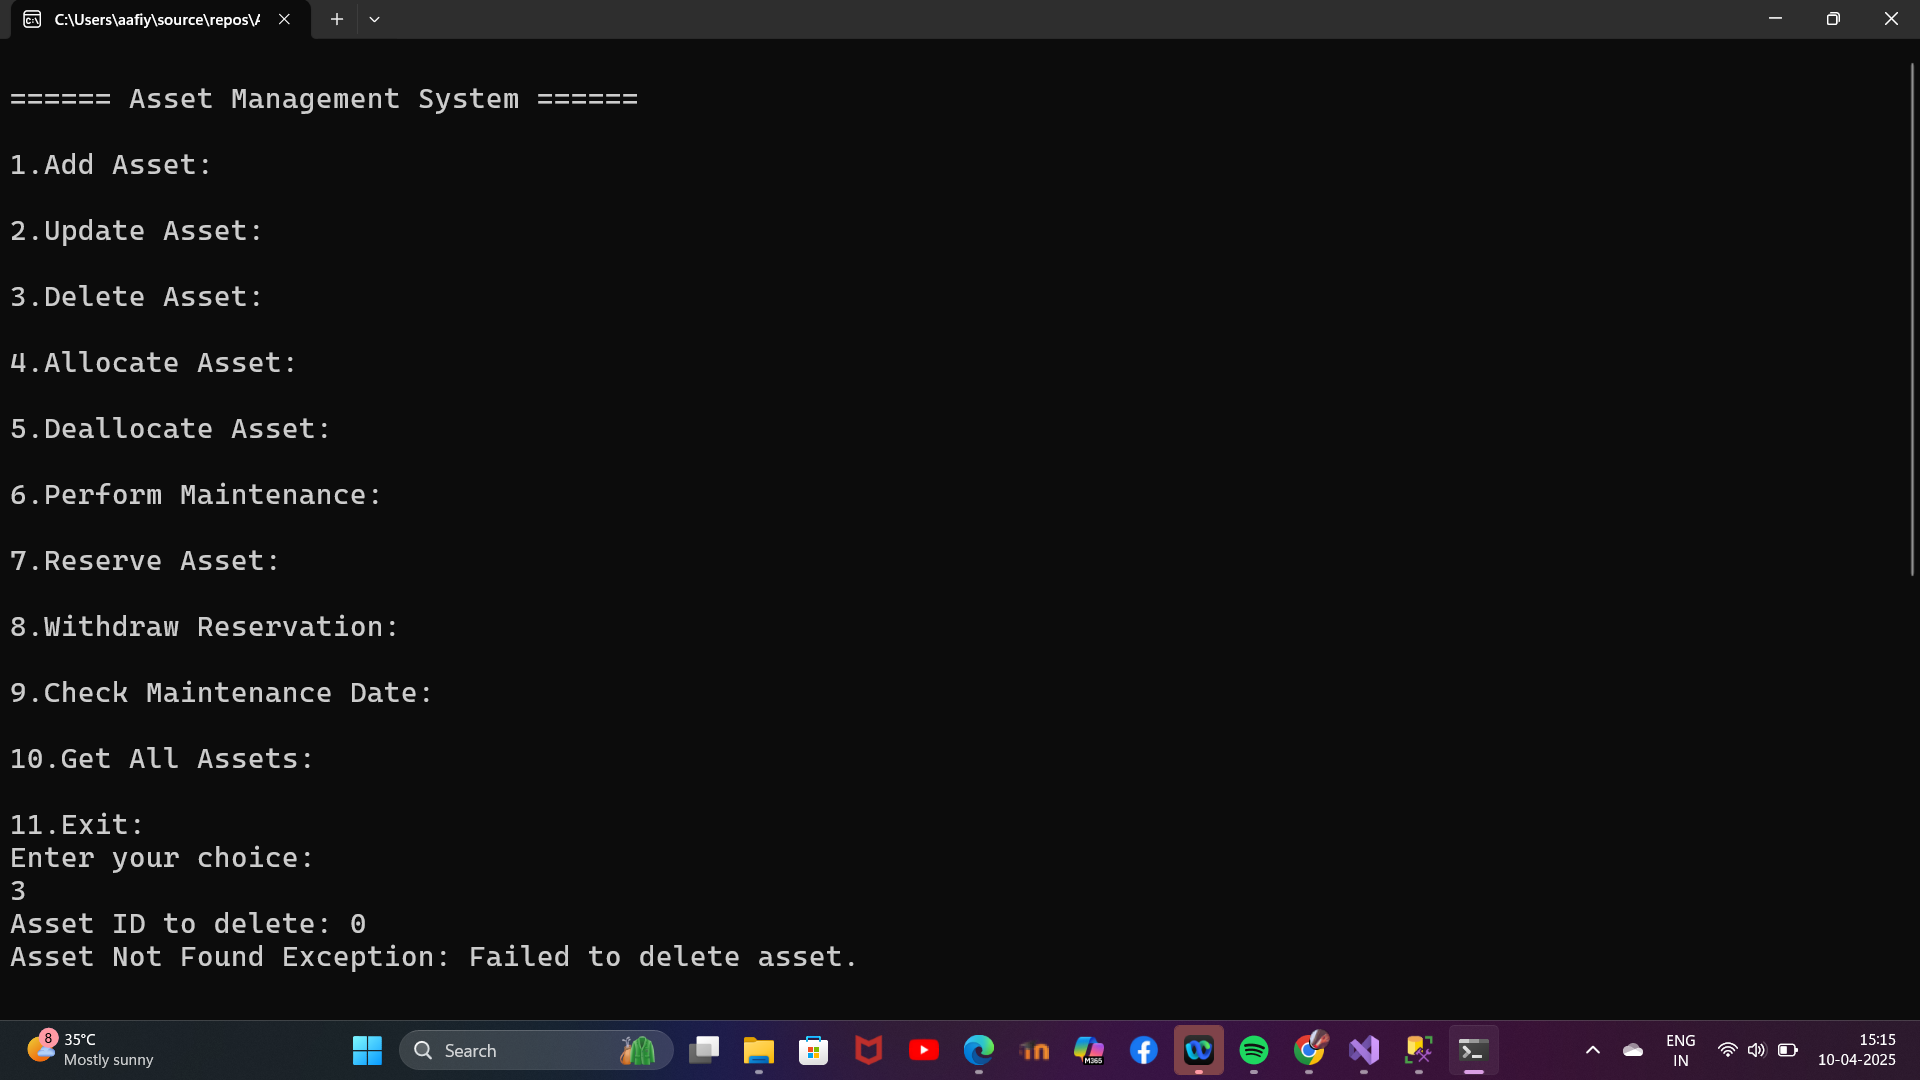 C:\Users\aafiy\source\repos\A
====== Asset Management System ======
1.Add Asset:
2.Update Asset:
3.Delete Asset:
4.Allocate Asset:
5.Deallocate Asset:
6.Perform Maintenance:
7.Reserve Asset:
8.Withdraw Reservation:
9.Check Maintenance Date:
10.Get All Assets:
11.Exit:
Enter your choice:
3
Asset ID to delete: 0
Asset Not Found Exception: Failed to delete asset.
8
35°C
Mostly sunny
Search
M365
ENG
IN
15:15
10-04-2025